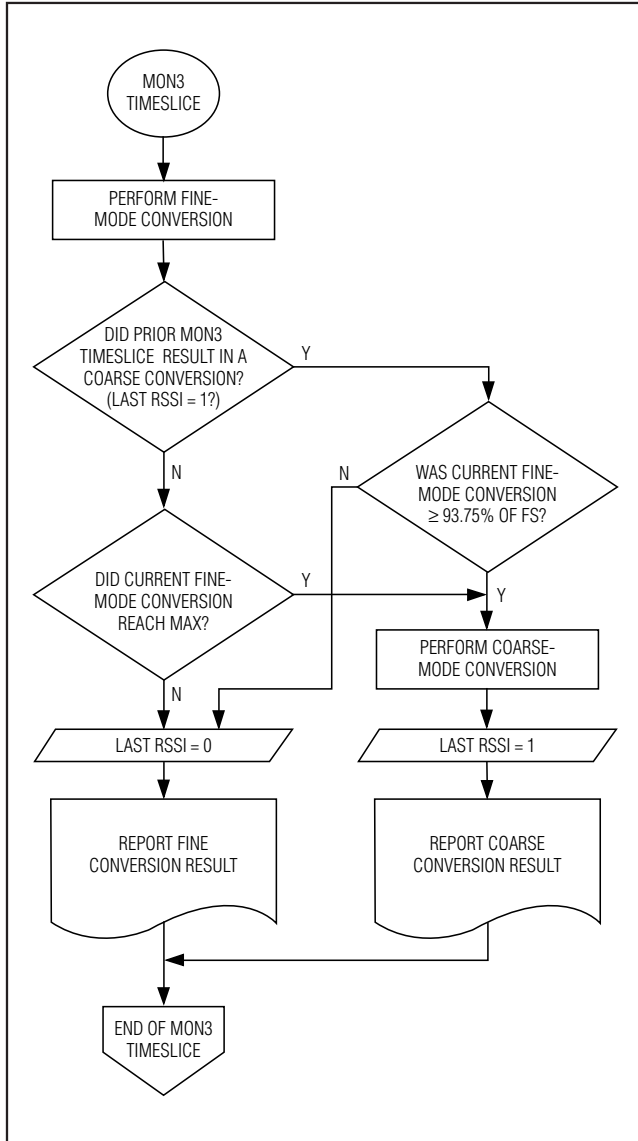 MON3
TIMESLICE
PERFORM FINE-
MODE CONVERSION
DID PRIOR MON3
TIMESLICE RESULT IN A
COARSE CONVERSION?
(LAST RSSI = 1?)
Y
N
N
WAS CURRENT FINE-
MODE CONVERSION
≥ 93.75% OF FS?
DID CURRENT FINE-
MODE CONVERSION
REACH MAX?
Y
Y
N
PERFORM COARSE-
MODE CONVERSION
LAST RSSI = 0
LAST RSSI = 1
REPORT FINE
CONVERSION RESULT
REPORT COARSE
CONVERSION RESULT
END OF MON3
TIMESLICE